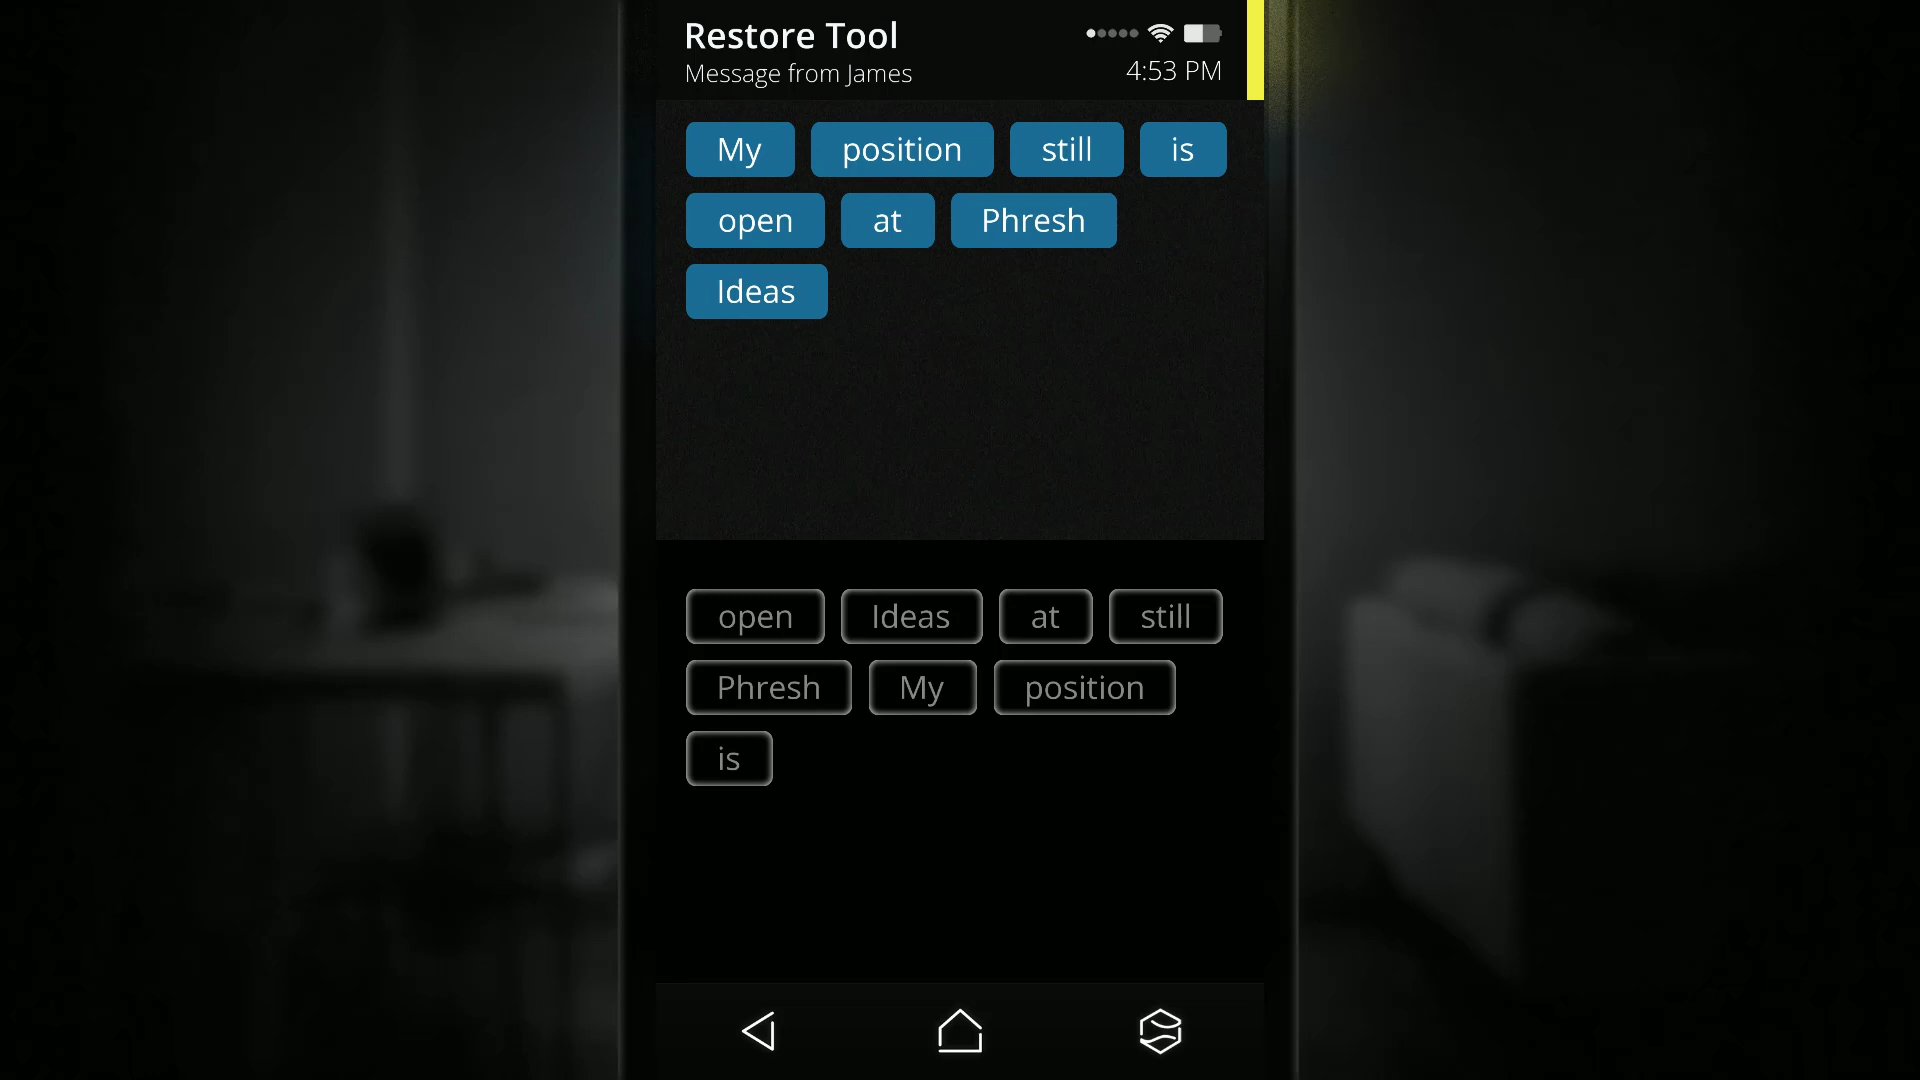 Restore Tool
Message from James
4:53 PM
My position still is
open at Phresh
Ideas
open Ideas at still
Phresh My position
is